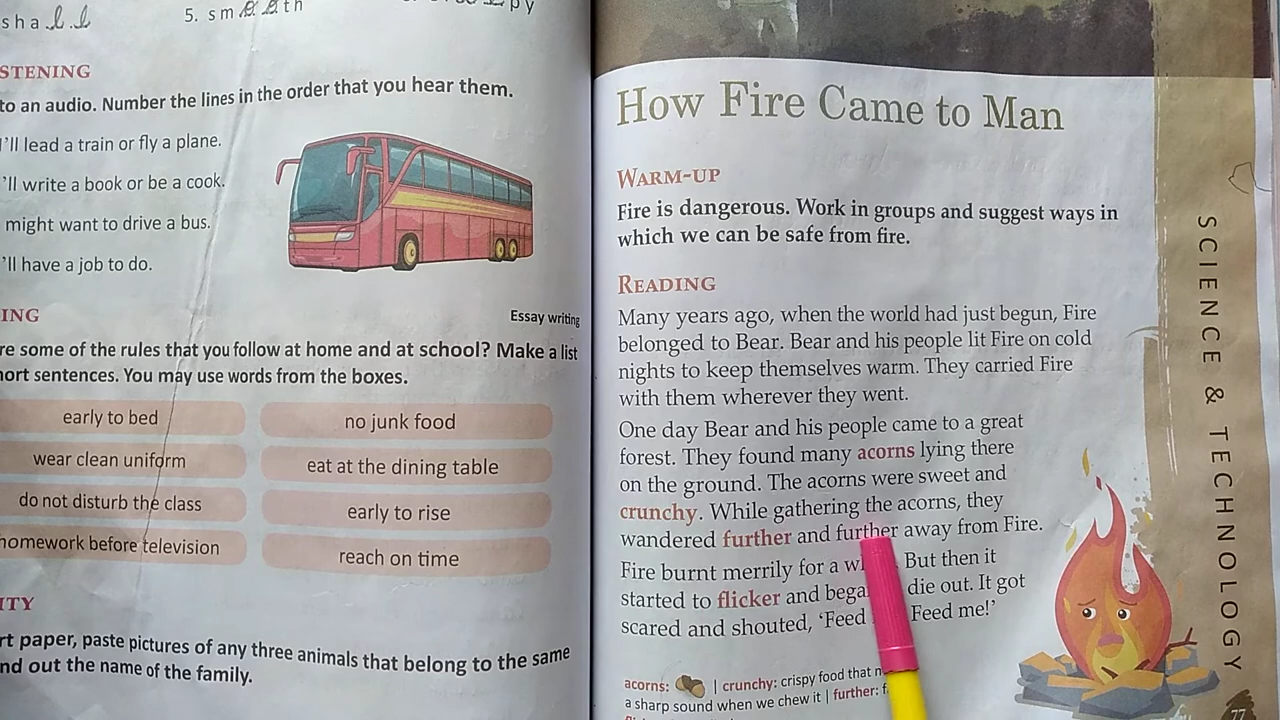 sha l.l
5. sm o o th
py
STENING
to an audio. Number the lines in the order that you hear them.
I'll lead a train or fly a plane.
'll write a book or be a cook.
might want to drive a bus.
'll have a job to do.
ING
Essay writing
re some of the rules that you follow at home and at school? Make a list
ort sentences. You may use words from the boxes.
early to bed
no junk food
wear clean uniform
eat at the dining table
do not disturb the class
early to rise
homework before television
reach on time
ITY
rt paper, paste pictures of any three animals that belong to the same
nd out the name of the family.
How Fire Came to Man
WARM-UP
Fire is dangerous. Work in groups and suggest ways in
which we can be safe from fire.
READING
Many years ago, when the world had just begun, Fire
belonged to Bear. Bear and his people lit Fire on cold
nights to keep themselves warm. They carried Fire
with them wherever they went.
One day Bear and his people came to a great
forest. They found many acorns lying there
on the ground. The acorns were sweet and
crunchy. While gathering the acorns, they
wandered further and further away from Fire.
Fire burnt merrily for a But then it
started to flicker and die out. It got
scared and shouted, 'Feed Feed me!'
acorns: | crunchy: crispy food that
a sharp sound when we chew it | further:
SCIENCE & TECHNOLOGY
77